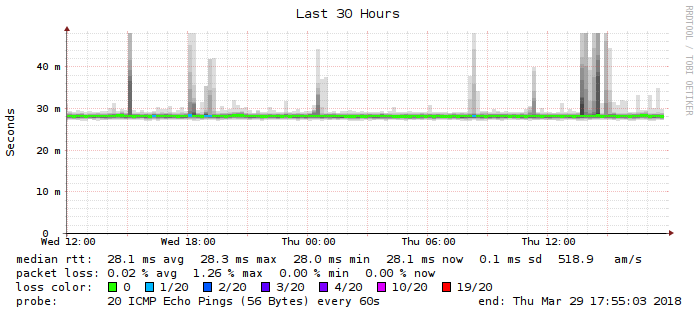 Last 30 Hours
RRDTOOL / TOBI OETIKER
Seconds
40 m
30 m
20 m
10 m
0
Wed 12:00 Wed 18:00 Thu 00:00 Thu 06:00 Thu 12:00
median rtt: 28.1 ms avg 28.3 ms max 28.0 ms min 28.1 ms now 0.1 ms sd 518.9 am/s
packet loss: 0.02 % avg 1.26 % max 0.00 % min 0.00 % now
loss color: 0 1/20 2/20 3/20 4/20 10/20 19/20
probe: 20 ICMP Echo Pings (56 Bytes) every 60s end: Thu Mar 29 17:55:03 2018